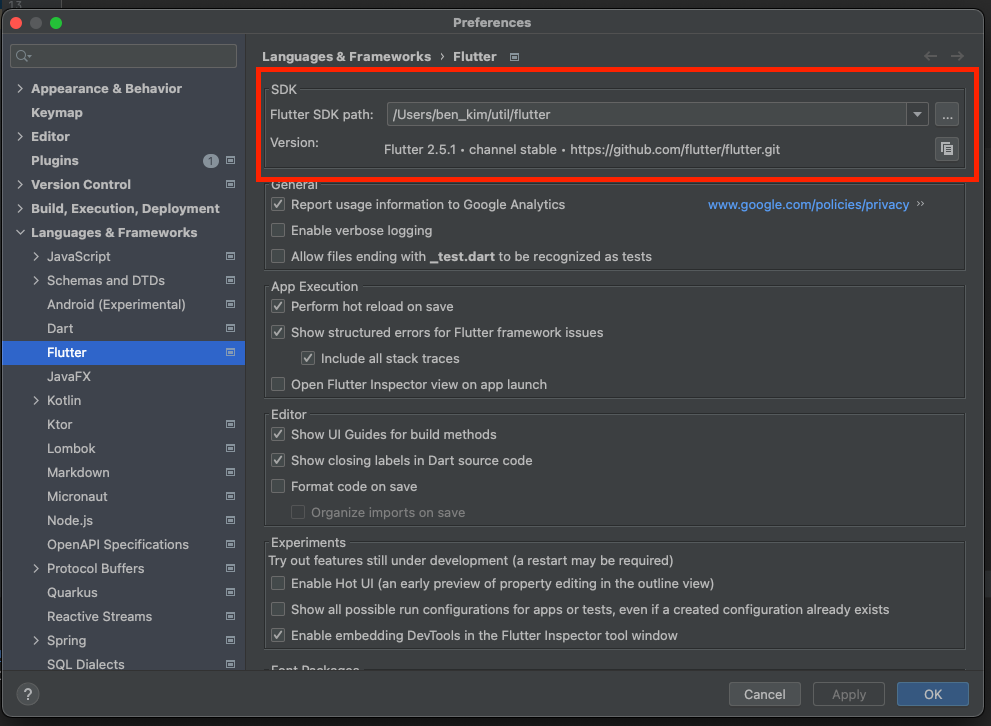 13
Preferences
Languages & Frameworks › Flutter
Appearance & Behavior
Keymap
Editor
Plugins 1
Version Control
Build, Execution, Deployment
Languages & Frameworks
JavaScript
Schemas and DTDs
Android (Experimental)
Dart
Flutter
JavaFX
Kotlin
Ktor
Lombok
Markdown
Micronaut
Node.js
OpenAPI Specifications
Protocol Buffers
Quarkus
Reactive Streams
Spring
SQL Dialects
SDK
Flutter SDK path: /Users/ben_kim/util/flutter ...
Version: Flutter 2.5.1 • channel stable • https://github.com/flutter/flutter.git
General
Report usage information to Google Analytics www.google.com/policies/privacy
Enable verbose logging
Allow files ending with _test.dart to be recognized as tests
App Execution
Perform hot reload on save
Show structured errors for Flutter framework issues
Include all stack traces
Open Flutter Inspector view on app launch
Editor
Show UI Guides for build methods
Show closing labels in Dart source code
Format code on save
Organize imports on save
Experiments
Try out features still under development (a restart may be required)
Enable Hot UI (an early preview of property editing in the outline view)
Show all possible run configurations for apps or tests, even if a created configuration already exists
Enable embedding DevTools in the Flutter Inspector tool window
Font Packages
? Cancel Apply OK